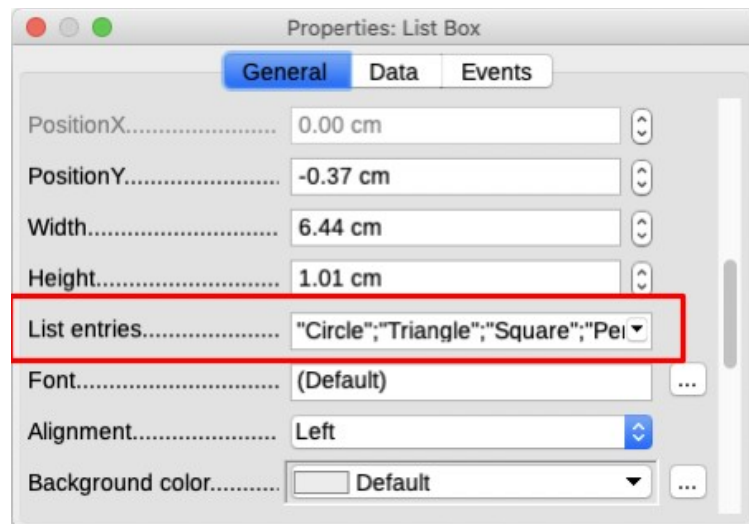 Properties: List Box
General Data Events
PositionX....................... 0.00 cm
PositionY......................... -0.37 cm
Width............................. 6.44 cm
Height............................ 1.01 cm
List entries..................... "Circle";"Triangle";"Square";"Pe
Font.............................. (Default) ...
Alignment...................... Left
Background color.......... Default ...